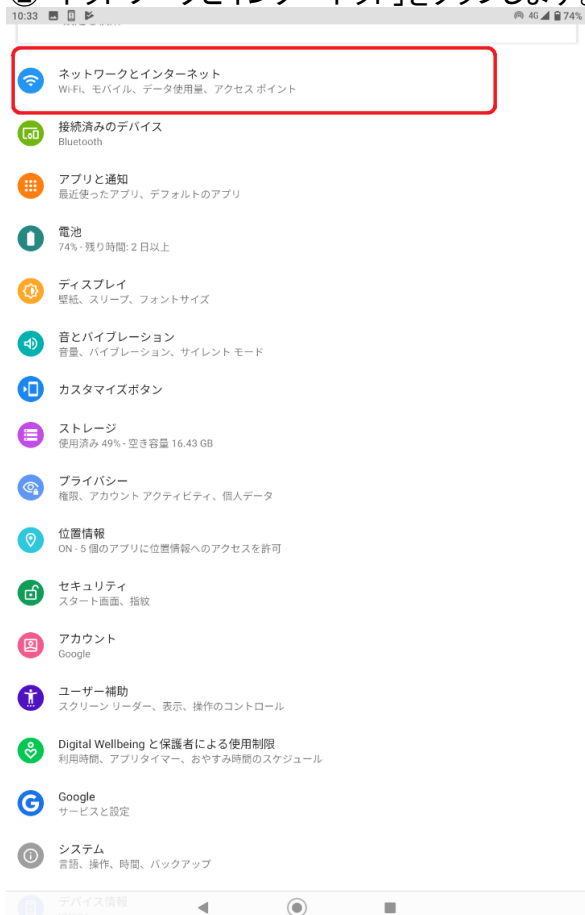 10:33
4G
74%
ネットワークとインターネット
Wi-Fi、モバイル、データ使用量、アクセス ポイント
接続済みのデバイス
Bluetooth
アプリと通知
最近使ったアプリ、デフォルトのアプリ
電池
74% - 残り時間: 2 日以上
ディスプレイ
壁紙、スリープ、フォントサイズ
音とバイブレーション
音量、バイブレーション、サイレント モード
カスタマイズボタン
ストレージ
使用済み 49% - 空き容量 16.43 GB
プライバシー
権限、アカウント アクティビティ、個人データ
位置情報
ON - 5 個のアプリに位置情報へのアクセスを許可
セキュリティ
スタート画面、指紋
アカウント
Google
ユーザー補助
スクリーン リーダー、表示、操作のコントロール
Digital Wellbeing と保護者による使用制限
利用時間、アプリタイマー、おやすみ時間のスケジュール
Google
サービスと設定
システム
言語、操作、時間、バックアップ
デバイス情報